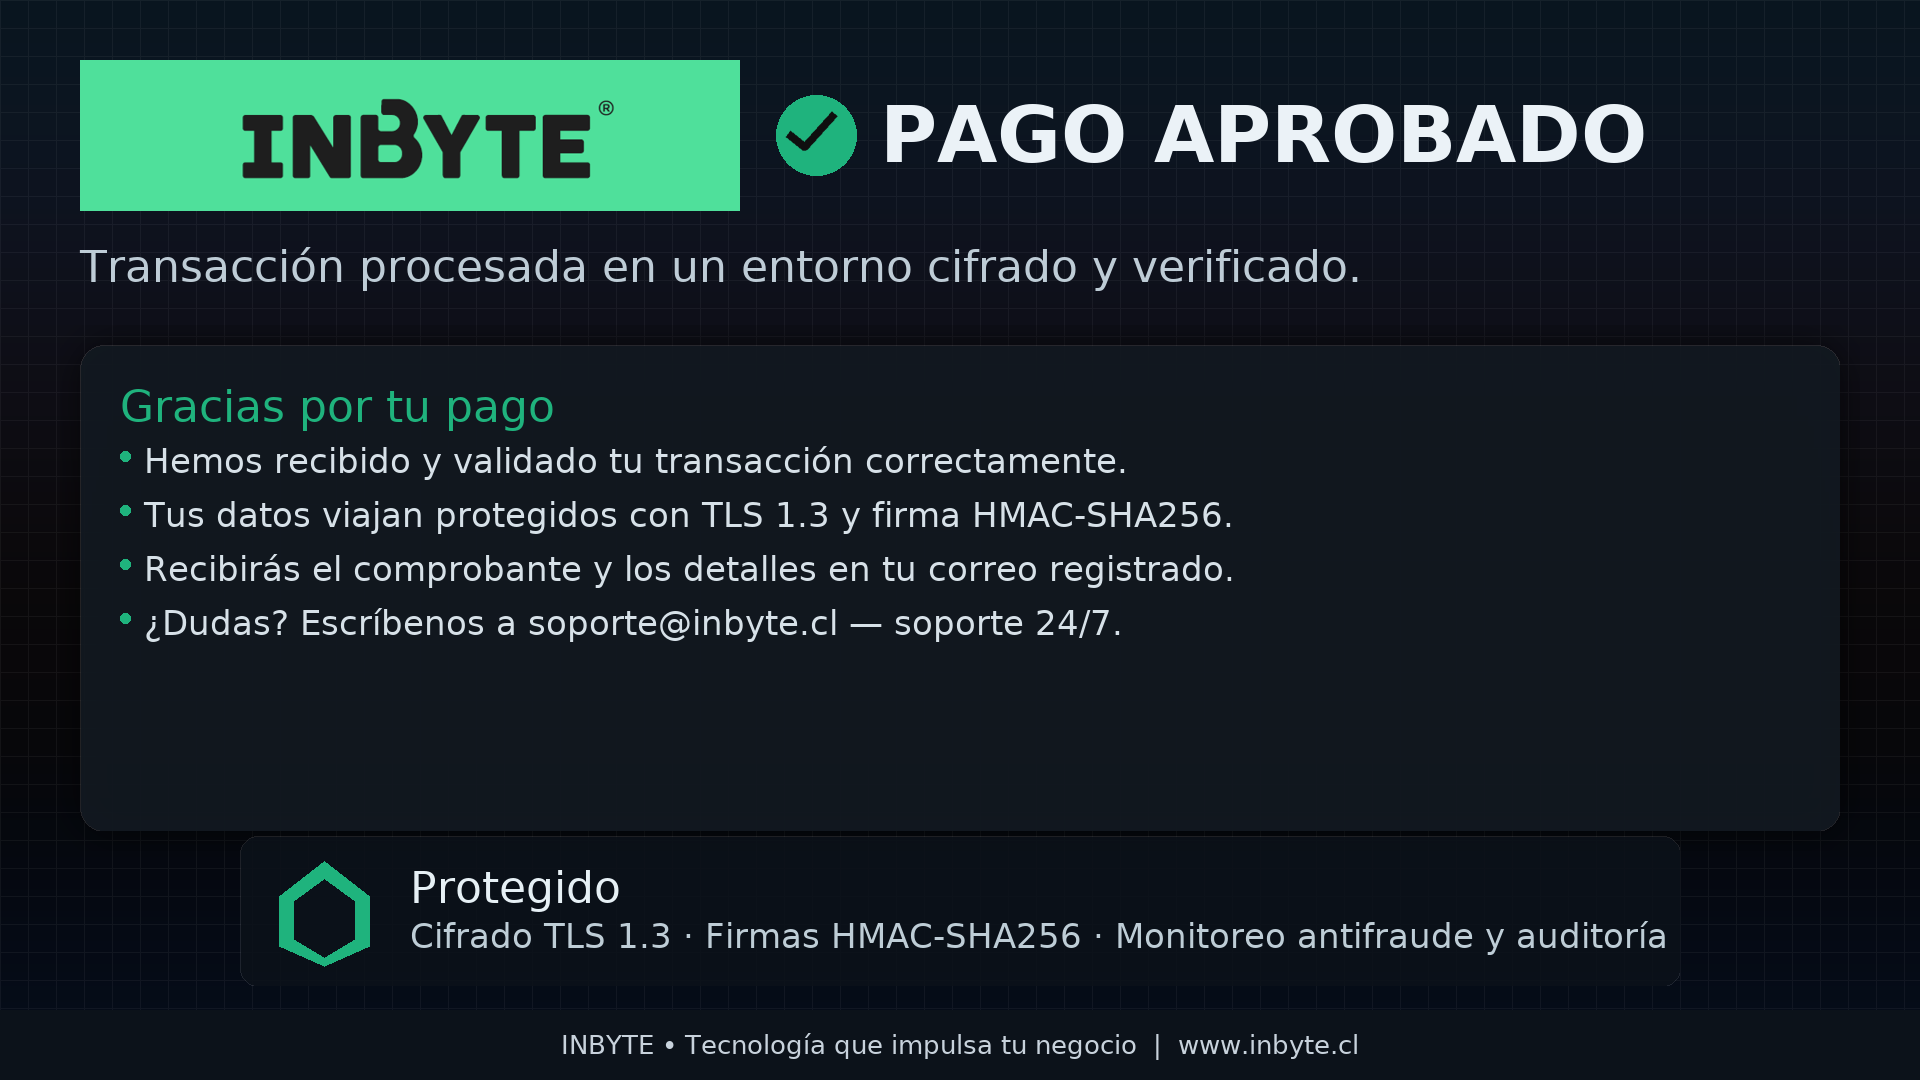 INBYTE ®
PAGO APROBADO
Transacción procesada en un entorno cifrado y verificado.
Gracias por tu pago
• Hemos recibido y validado tu transacción correctamente.
• Tus datos viajan protegidos con TLS 1.3 y firma HMAC-SHA256.
• Recibirás el comprobante y los detalles en tu correo registrado.
• ¿Dudas? Escríbenos a soporte@inbyte.cl — soporte 24/7.
Protegido
Cifrado TLS 1.3 · Firmas HMAC-SHA256 · Monitoreo antifraude y auditoría
INBYTE • Tecnología que impulsa tu negocio | www.inbyte.cl